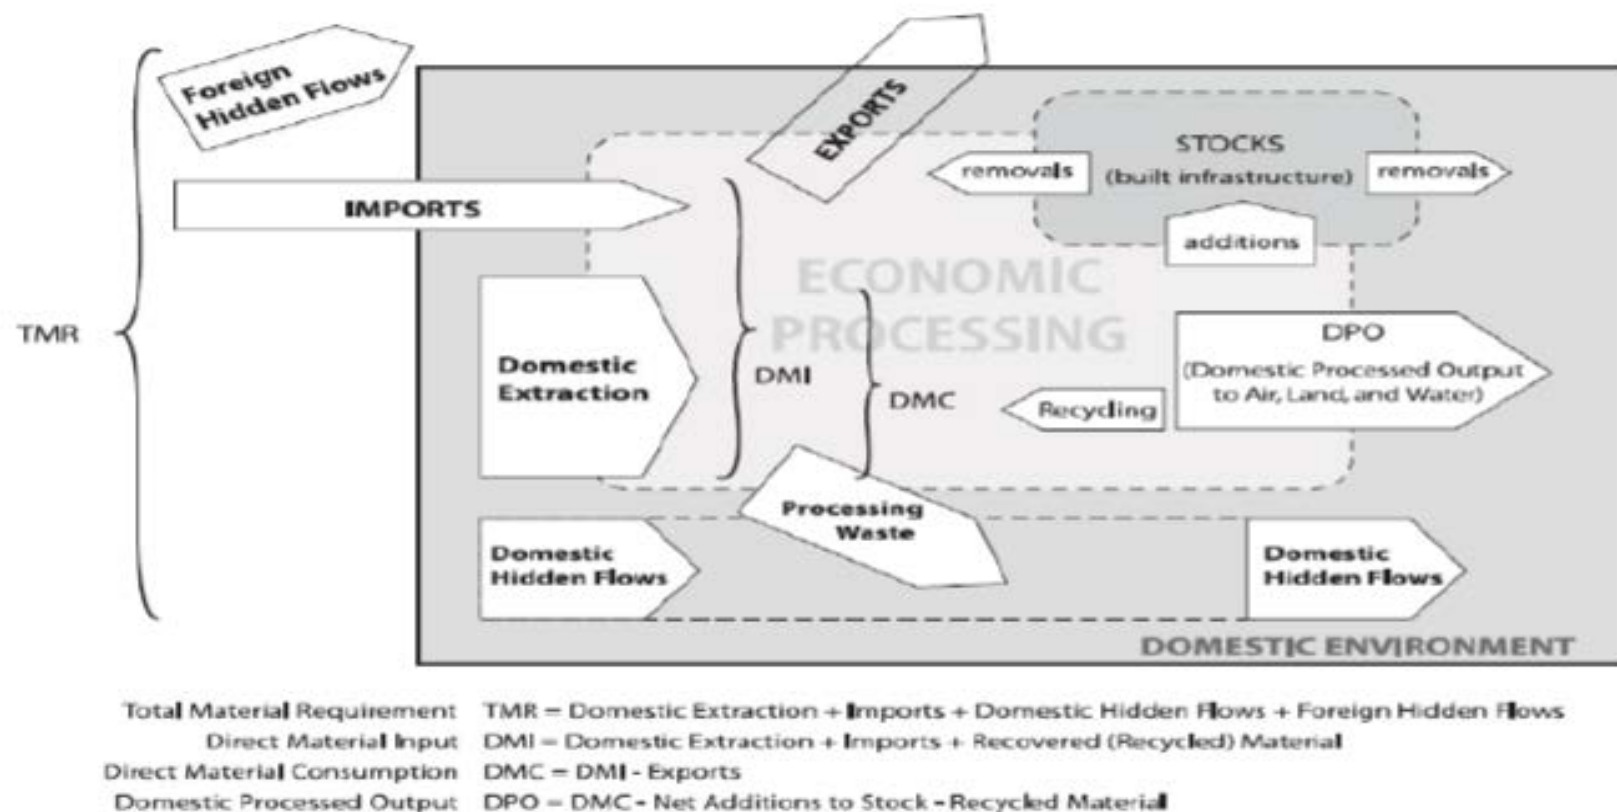 Foreign
Hidden Flows
EXPORTS
STOCKS
(built infrastructure)
removals
removals
additions
IMPORTS
ECONOMIC
PROCESSING
TMR
Domestic
Extraction
DMI
DMC
DPO
(Domestic Processed Output
to Air, Land, and Water)
Recycling
Processing
Waste
Domestic
Hidden Flows
Domestic
Hidden Flows
DOMESTIC ENVIRONMENT
Total Material Requirement TMR = Domestic Extraction + Imports + Domestic Hidden Flows + Foreign Hidden Flows
Direct Material Input DMI = Domestic Extraction + Imports + Recovered (Recycled) Material
Direct Material Consumption DMC = DMI - Exports
Domestic Processed Output DPO = DMC - Net Additions to Stock - Recycled Material